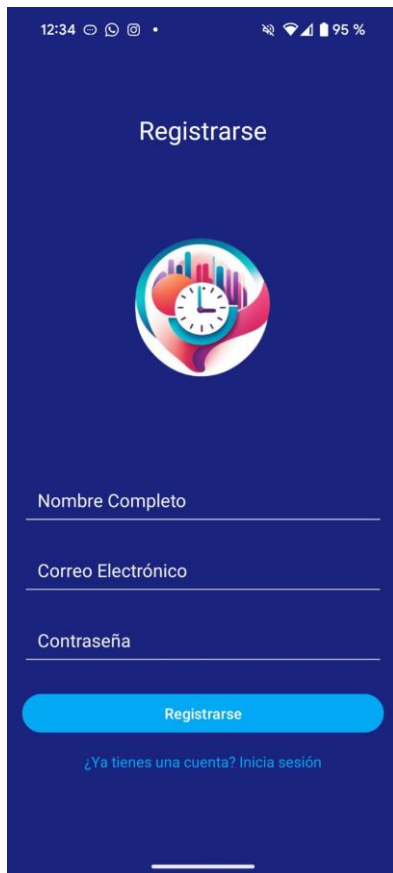 12:34 95 %
Registrarse
Nombre Completo
Correo Electrónico
Contraseña
Registrarse
¿Ya tienes una cuenta? Inicia sesión